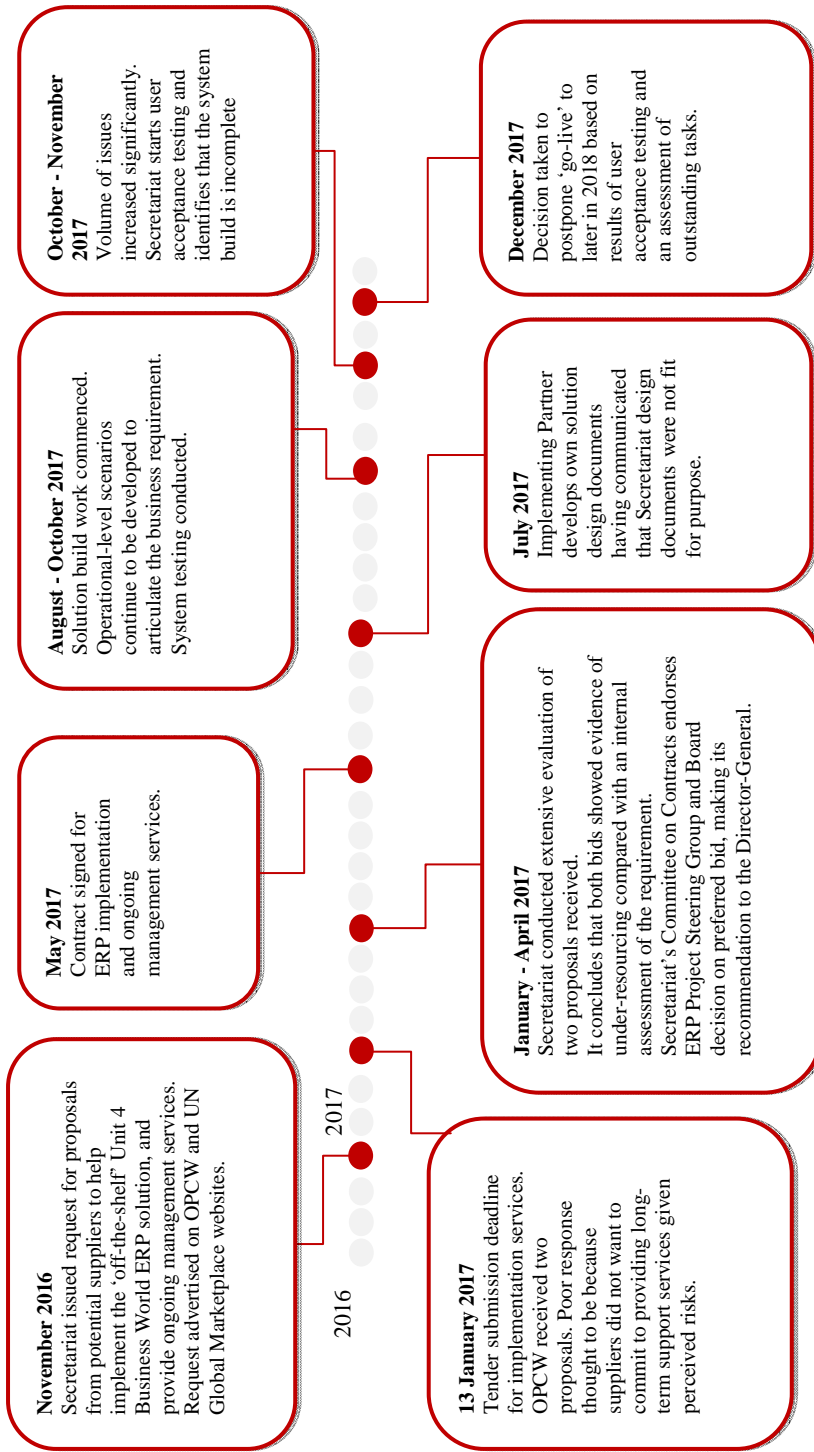 November 2016
Secretariat issued request for proposals
from potential suppliers to help
implement the ‘off-the-shelf’ Unit 4
Business World ERP solution, and
provide ongoing management services.
Request advertised on OPCW and UN
Global Marketplace websites.
May 2017
Contract signed for
ERP implementation
and ongoing
management services.
August - October 2017
Solution build work commenced.
Operational-level scenarios
continue to be developed to
articulate the business requirement.
System testing conducted.
October - November
2017
Volume of issues
increased significantly.
Secretariat starts user
acceptance testing and
identifies that the system
build is incomplete
2016
2017
13 January 2017
Tender submission deadline
for implementation services.
OPCW received two
proposals. Poor response
thought to be because
suppliers did not want to
commit to providing long-
term support services given
perceived risks.
January - April 2017
Secretariat conducted extensive evaluation of
two proposals received.
It concludes that both bids showed evidence of
under-resourcing compared with an internal
assessment of the requirement.
Secretariat’s Committee on Contracts endorses
ERP Project Steering Group and Board
decision on preferred bid, making its
recommendation to the Director-General.
July 2017
Implementing Partner
develops own solution
design documents
having communicated
that Secretariat design
documents were not fit
for purpose.
December 2017
Decision taken to
postpone ‘go-live’ to
later in 2018 based on
results of user
acceptance testing and
an assessment of
outstanding tasks.